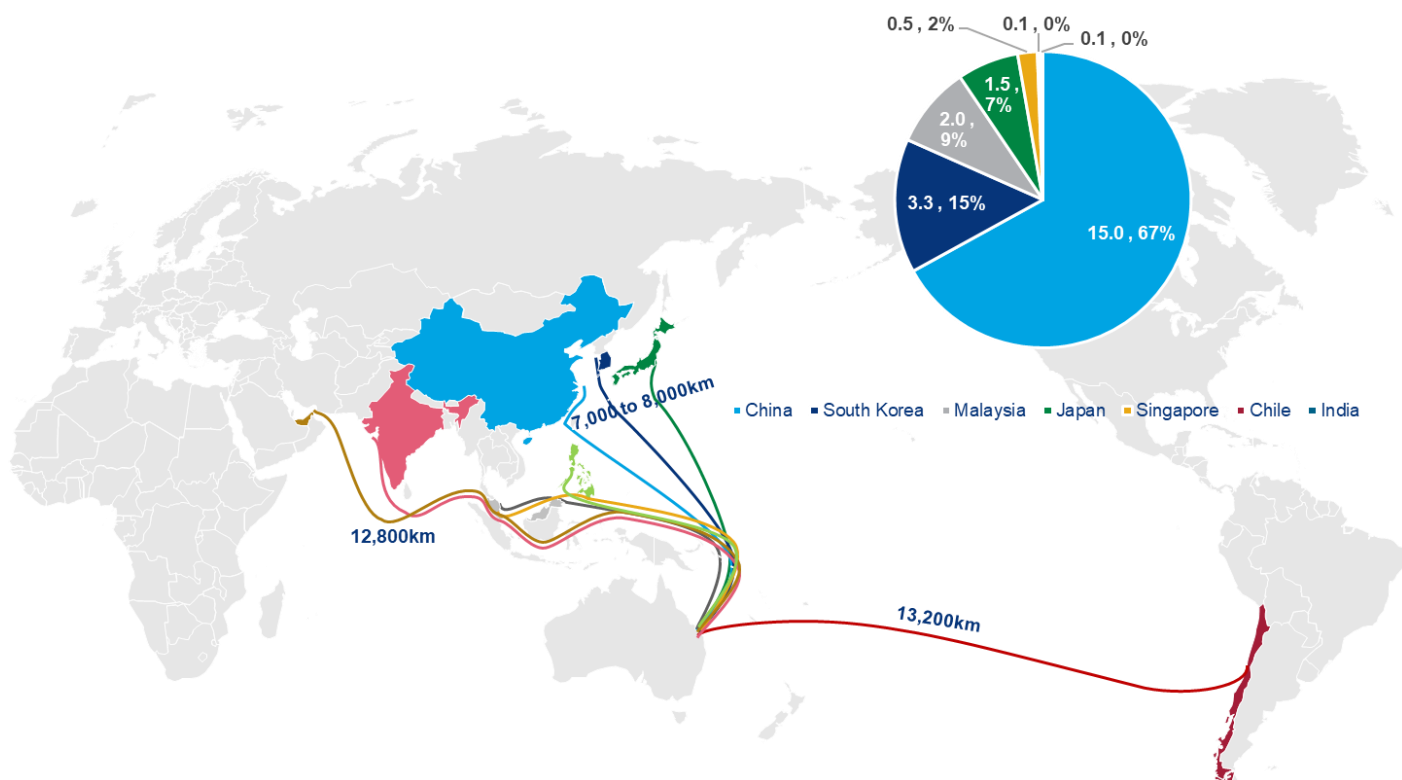 0.5 , 2%
0.1 , 0%
0.1 , 0%
1.5 ,
7%
2.0 ,
9%
3.3 , 15%
15.0 , 67%
7,000 to 8,000km
China South Korea Malaysia Japan Singapore Chile India
12,800km
13,200km